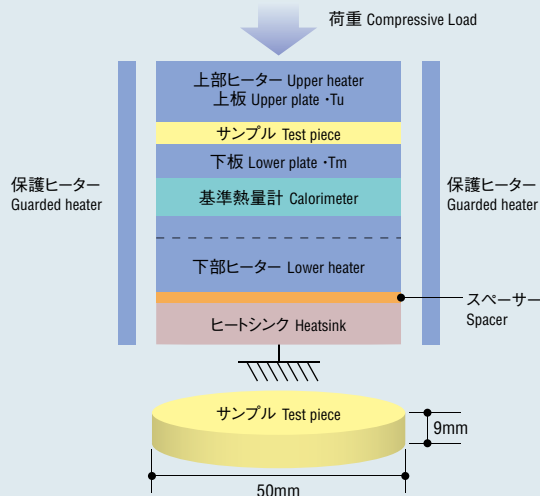 荷重 Compressive Load
上部ヒーター Upper heater
上板 Upper plate ・Tu
サンプル Test piece
下板 Lower plate ・Tm
保護ヒーター
Guarded heater
基準熱量計 Calorimeter
保護ヒーター
Guarded heater
下部ヒーター Lower heater
スペーサー
Spacer
ヒートシンク Heatsink
サンプル Test piece
9mm
50mm